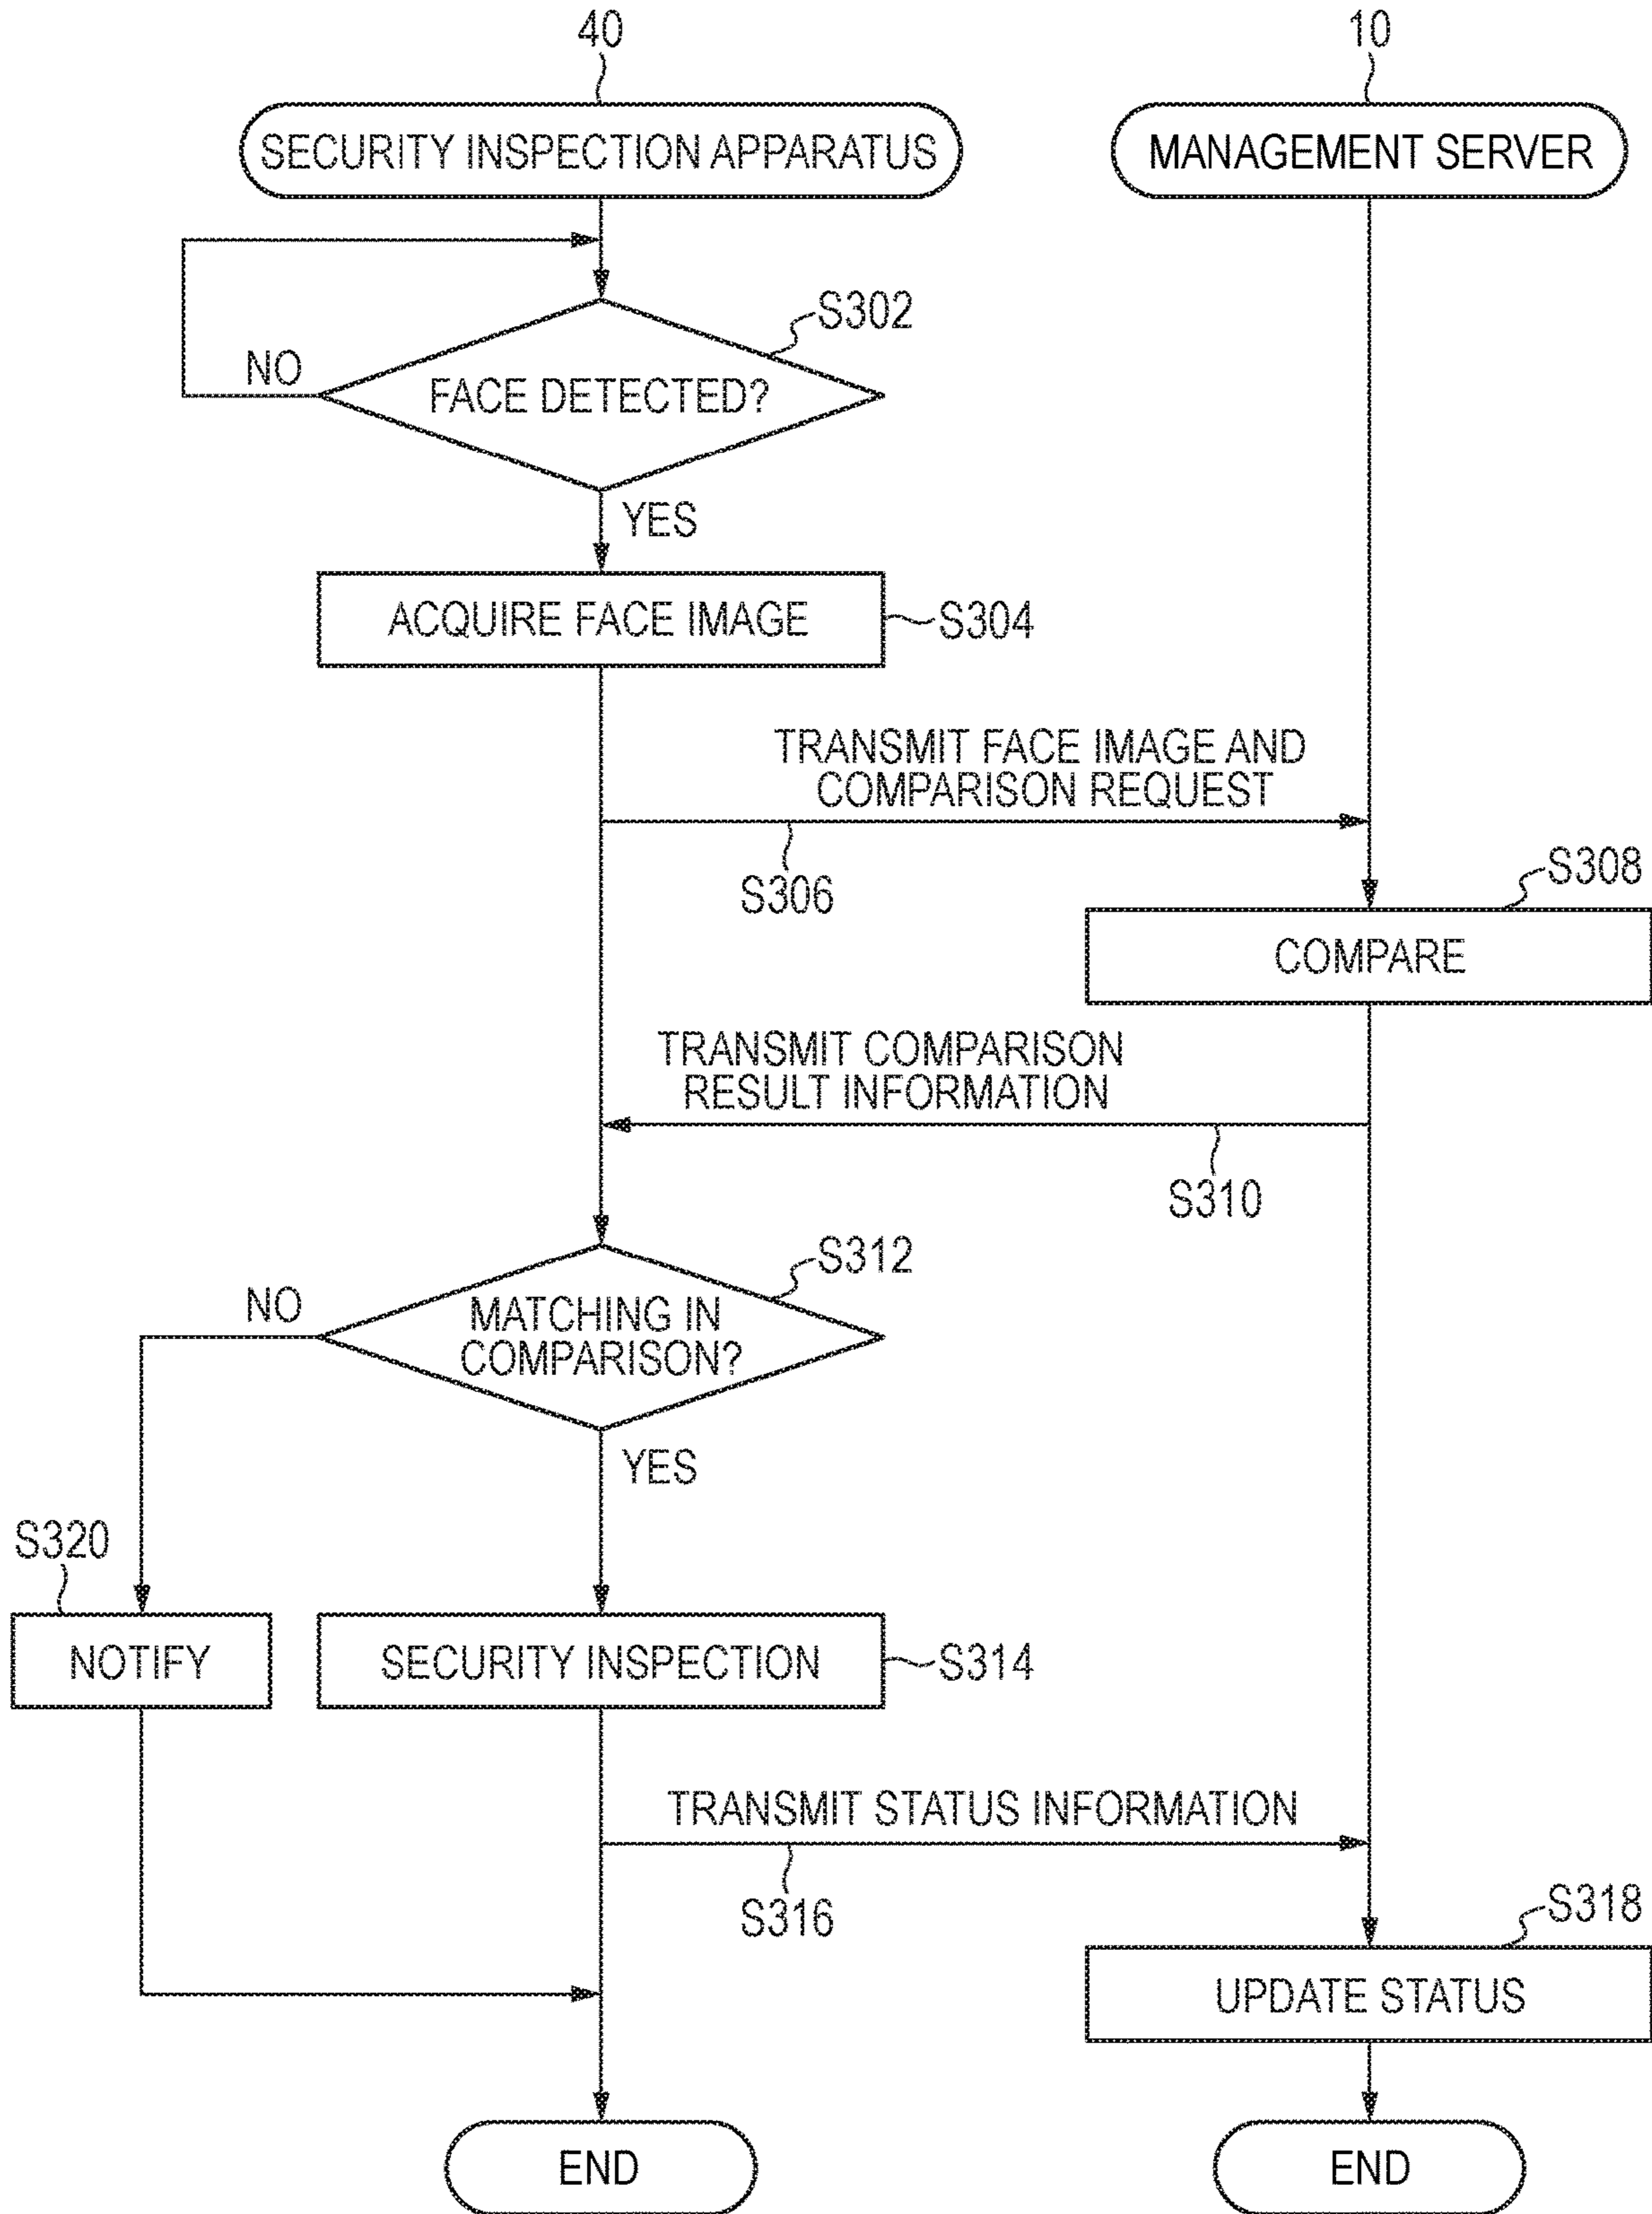 40
10
SECURITY INSPECTION APPARATUS
MANAGEMENT SERVER
S302
NO
FACE DETECTED?
YES
ACQUIRE FACE IMAGE
S304
TRANSMIT FACE IMAGE AND
COMPARISON REQUEST
S306
S308
COMPARE
TRANSMIT COMPARISON
RESULT INFORMATION
S310
S312
NO
MATCHING IN
COMPARISON?
YES
S320
NOTIFY
SECURITY INSPECTION
S314
TRANSMIT STATUS INFORMATION
S316
S318
UPDATE STATUS
END
END